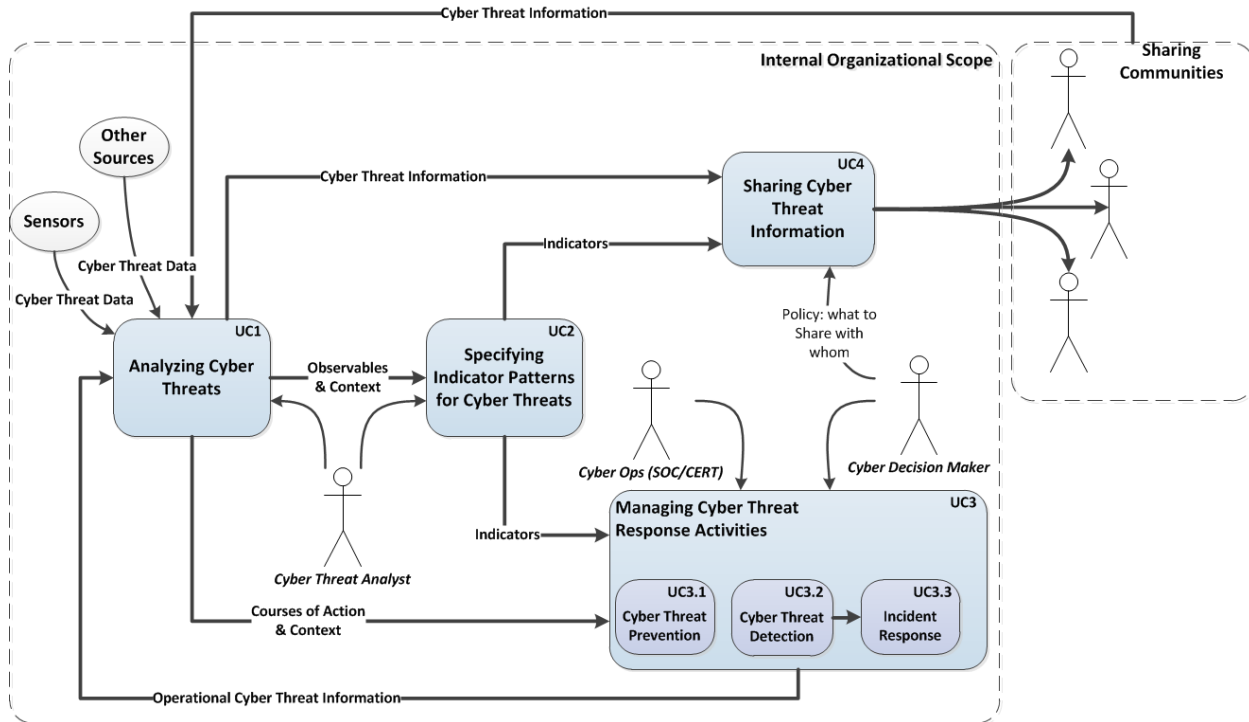 Cyber Threat Information
Internal Organizational Scope
Sharing
Communities
Other
Sources
Sensors
Cyber Threat Data
Cyber Threat Data
Cyber Threat Information
UC4
Sharing Cyber
Threat
Information
Indicators
Policy: what to
Share with
whom
UC1
Analyzing Cyber
Threats
Observables
& Context
UC2
Specifying
Indicator Patterns
for Cyber Threats
Cyber Ops (SOC/CERT)
Cyber Decision Maker
Cyber Threat Analyst
Indicators
UC3
Managing Cyber Threat
Response Activities
UC3.1
Cyber Threat
Prevention
UC3.2
Cyber Threat
Detection
UC3.3
Incident
Response
Courses of Action
& Context
Operational Cyber Threat Information